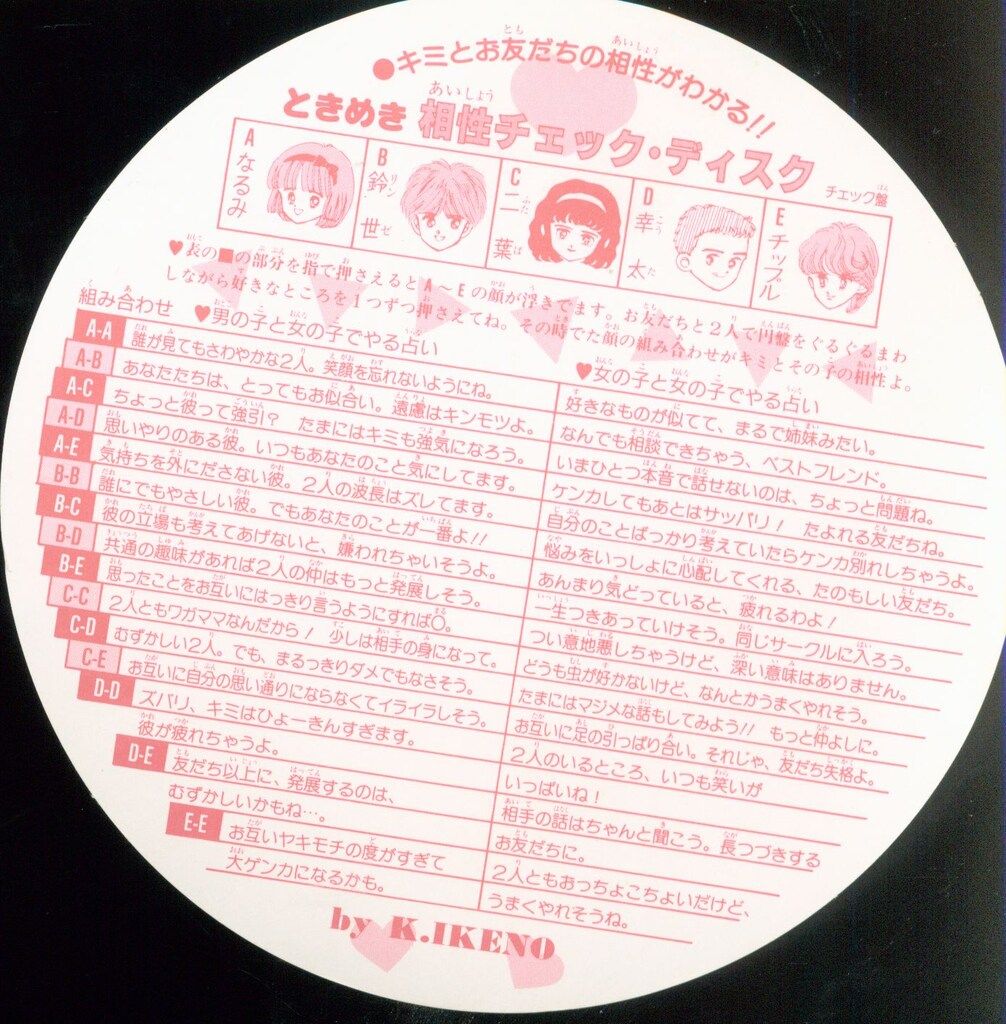 ●キミとお友だちの相性がわかる!!
ときめき 相性チェック・ディスク チェック盤
A なるみ
B 鈴世
C 二葉
D 幸太
E チップル
♥表の■の部分を指で押さえるとA〜Eの顔が浮きでます。お友だちと2人で円盤をぐるぐるまわ
しながら好きなところを1つずつ押さえてね。その時でた顔の組み合わせがキミとその子の相性よ。
組み合わせ ♥男の子と女の子でやる占い ♥女の子と女の子でやる占い
A-A 誰が見てもさわやかな2人。笑顔を忘れないようにね。 好きなものが似てて、まるで姉妹みたい。
A-B あなたたちは、とってもお似合い。遠慮はキンモツよ。 なんでも相談できちゃう、ベストフレンド。
A-C ちょっと彼って強引? たまにはキミも強気になろう。 いまひとつ本音で話せないのは、ちょっと問題ね。
A-D 思いやりのある彼。いつもあなたのこと気にしてます。 ケンカしてもあとはサッパリ! たよれる友だちね。
A-E 気持ちを外にださない彼。2人の波長はズレてます。 自分のことばっかり考えていたらケンカ別れしちゃうよ。
B-B 誰にでもやさしい彼。でもあなたのことが一番よ!! 悩みをいっしょに心配してくれる、たのもしい友だち。
B-C 彼の立場も考えてあげないと、嫌われちゃいそうよ。 あんまり気どっていると、疲れるわよ!
B-D 共通の趣味があれば2人の仲はもっと発展しそう。 一生つきあっていけそう。同じサークルに入ろう。
B-E 思ったことをお互いにはっきり言うようにすれば○。 つい意地悪しちゃうけど、深い意味はありません。
C-C 2人ともワガママなんだから! 少しは相手の身になって。 どうも虫が好かないけど、なんとかうまくやれそう。
C-D むずかしい2人。でも、まるっきりダメでもなさそう。 たまにはマジメな話もしてみよう!! もっと仲よしに。
C-E お互いに自分の思い通りにならなくてイライラしそう。 お互いに足の引っぱり合い。それじゃ、友だち失格よ。
D-D ズバリ、キミはひょーきんすぎます。 2人のいるところ、いつも笑いが
彼が疲れちゃうよ。 いっぱいね!
D-E 友だち以上に、発展するのは、 相手の話はちゃんと聞こう。長つづきする
むずかしいかもね…。 お友だちに。
E-E お互いヤキモチの度がすぎて 2人ともおっちょこちょいだけど、
大ゲンカになるかも。 うまくやれそうね。
by K.IKENO